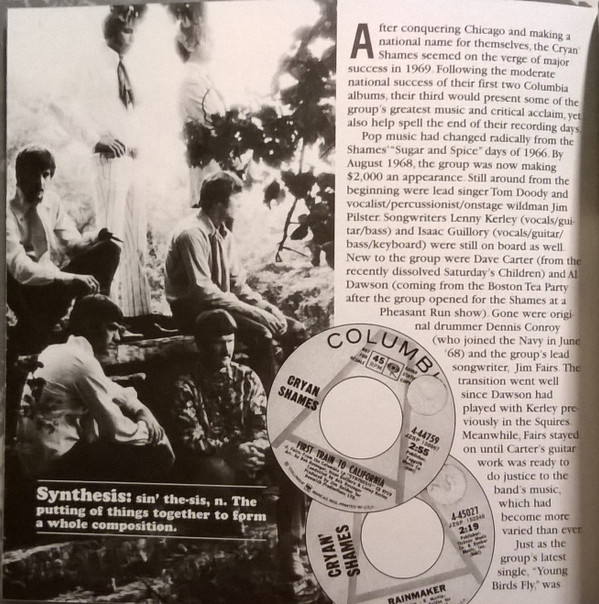 After conquering Chicago and making a
national name for themselves, the Cryan'
Shames seemed on the verge of major
success in 1969. Following the moderate
national success of their first two Columbia
albums, their third would present some of the
group's greatest music and critical acclaim, yet
also help spell the end of their recording days.
Pop music had changed radically from the
Shames' "Sugar and Spice" days of 1966. By
August 1968, the group was now making
$2,000 an appearance. Still around from the
beginning were lead singer Tom Doody and
vocalist/percussionist/onstage wildman Jim
Pilster. Songwriters Lenny Kerley (vocals/gui-
tar/bass) and Isaac Guillory (vocals/guitar/
bass/keyboard) were still on board as well.
New to the group were Dave Carter (from the
recently dissolved Saturday's Children) and Al
Dawson (coming from the Boston Tea Party
after the group opened for the Shames at a
Pheasant Run show). Gone were origi-
nal drummer Dennis Conroy
(who joined the Navy in June
'68) and the group's lead
songwriter, Jim Fairs. The
transition went well
since Dawson had
played with Kerley pre-
viously in the Squires.
Meanwhile, Fairs stayed
on until Carter's guitar
work was ready to
do justice to the
band's music,
which had
become more
varied than ever.
Just as the
group's latest
single, "Young
Birds Fly," was
Synthesis: sin' the-sis, n. The
putting of things together to form
a whole composition.
COLUMBI
45
RPM
CRYAN
SHAMES
4-44759
2:55
FIRST TRAIN TO CALIFORNIA
CRYAN'
SHAMES
4-45027
2:19
RAINMAKER